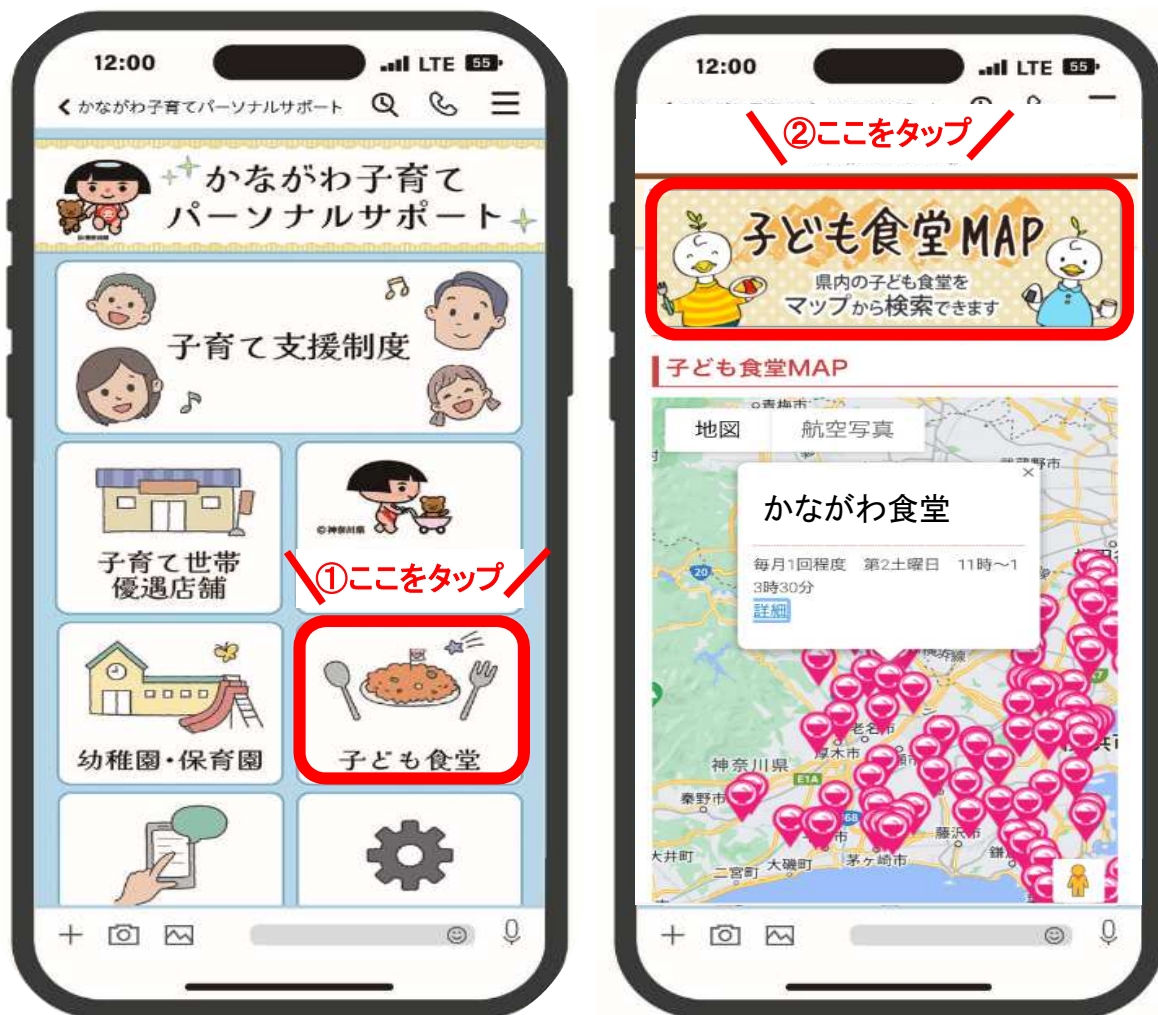 12:00
LTE 55
かながわ子育てパーソナルサポート
かながわ子育て
パーソナルサポート
子育て支援制度
子育て世帯
優遇店舗
©神奈川県
①ここをタップ
幼稚園・保育園
子ども食堂
12:00
LTE 55
②ここをタップ
子ども食堂MAP
県内の子ども食堂を
マップから検索できます
子ども食堂MAP
青梅市
地図
航空写真
かながわ食堂
毎月1回程度 第2土曜日 11時～1
3時30分
詳細
20
神奈川県
厚木市
E1A
秦野市
藤沢市
大井町
二宮町
大磯町
茅ヶ崎市